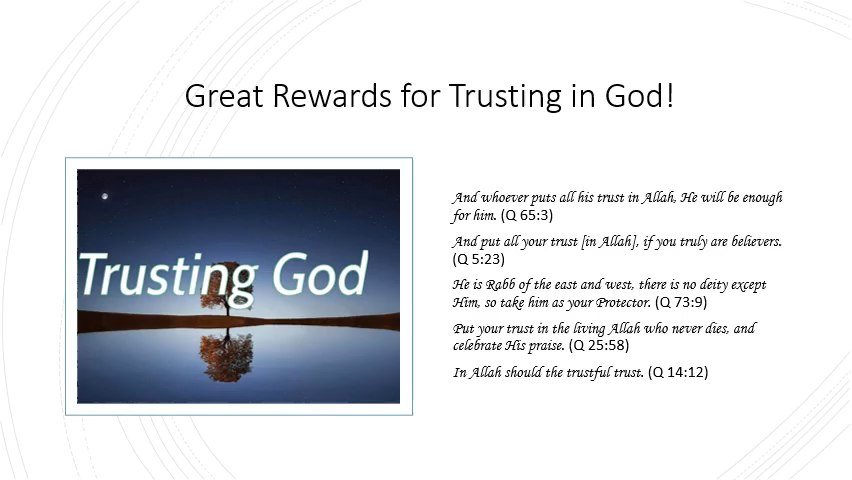 Great Rewards for Trusting in God!
Trusting God
And whoever puts all his trust in Allah, He will be enough
for him. (Q 65:3)
And put all your trust [in Allah], if you truly are believers.
(Q 5:23)
He is Rabb of the east and west, there is no deity except
Him, so take him as your Protector. (Q 73:9)
Put your trust in the living Allah who never dies, and
celebrate His praise. (Q 25:58)
In Allah should the trustful trust. (Q 14:12)